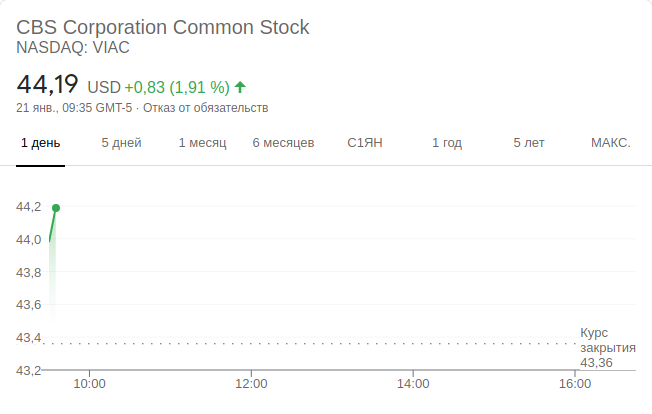 CBS Corporation Common Stock
NASDAQ: VIAC
44,19 USD +0,83 (1,91 %)
21 янв., 09:35 GMT-5 · Отказ от обязательств
1 день 5 дней 1 месяц 6 месяцев С1ЯН 1 год 5 лет МАКС.
44,2
44,0
43,8
43,6
43,4
43,2
Курс
закрытия
43,36
10:00 12:00 14:00 16:00